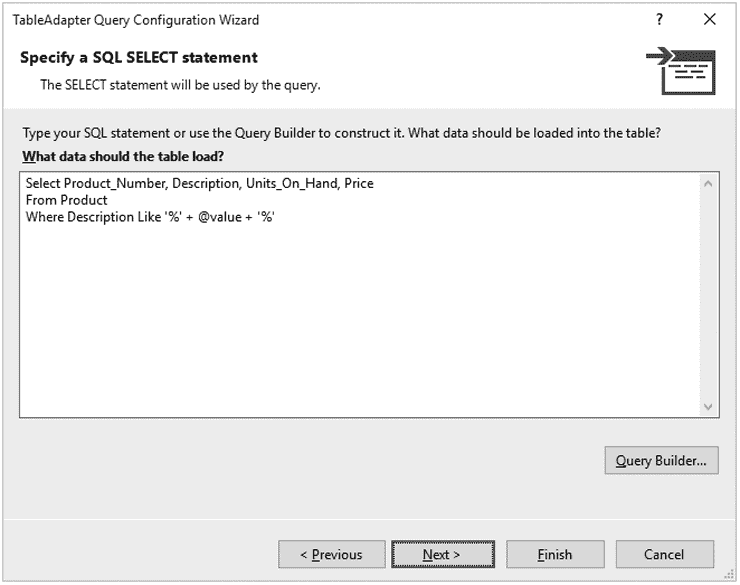 TableAdapter Query Configuration Wizard
?
Specify a SQL SELECT statement
The SELECT statement will be used by the query.
Type your SQL statement or use the Query Builder to construct it. What data should be loaded into the table?
What data should the table load?
Select Product_Number, Description, Units_On_Hand, Price
From Product
Where Description Like '%' + @value + '%'
Query Builder...
< Previous
Next >
Finish
Cancel